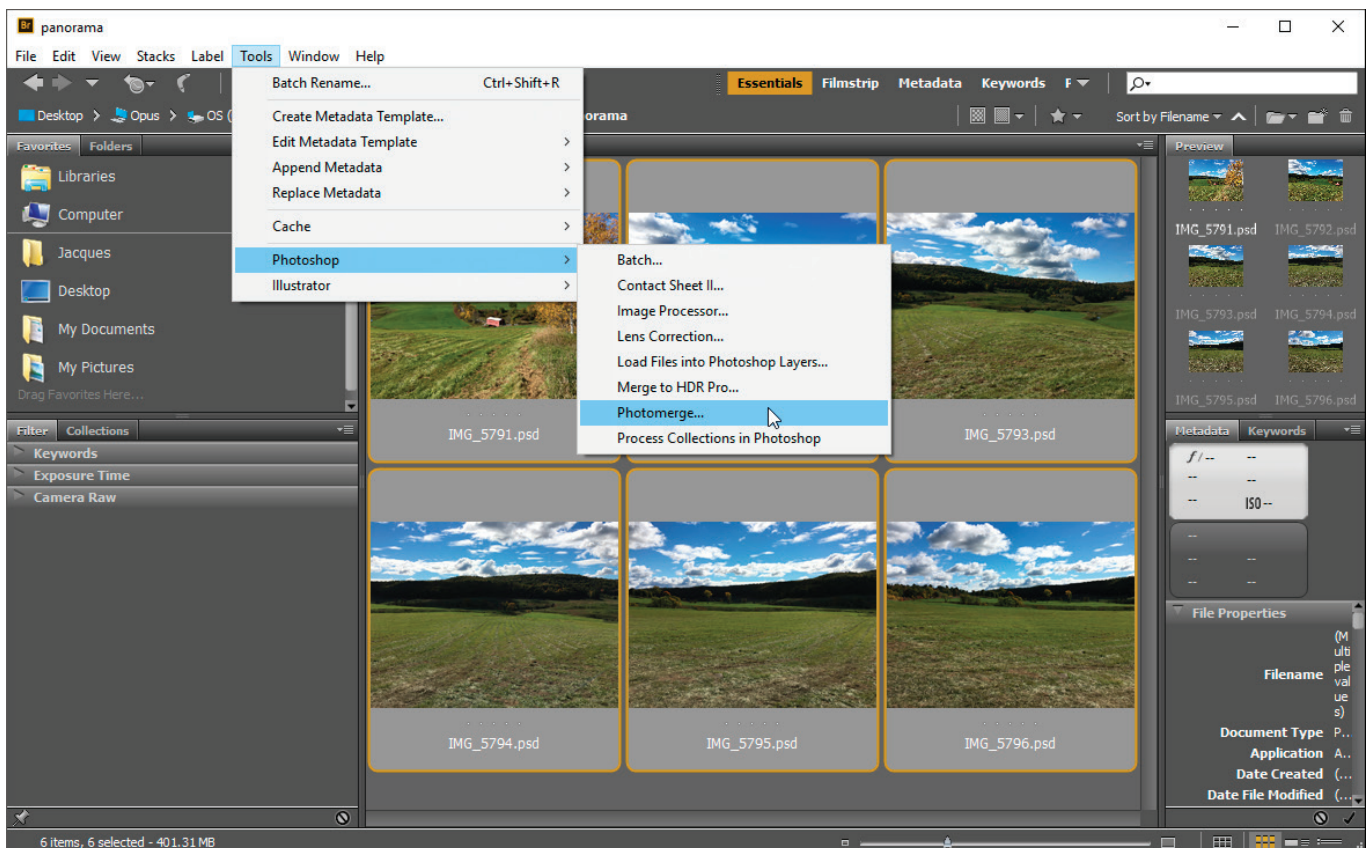 Br panorama
File Edit View Stacks Label Tools Window Help
Essentials Filmstrip Metadata Keywords F
Desktop > Opus > OS ( orama Sort by Filename
Batch Rename... Ctrl+Shift+R
Create Metadata Template...
Edit Metadata Template >
Append Metadata >
Replace Metadata >
Cache >
Photoshop >
Illustrator >
Batch...
Contact Sheet II...
Image Processor...
Lens Correction...
Load Files into Photoshop Layers...
Merge to HDR Pro...
Photomerge...
Process Collections in Photoshop
Favorites Folders
Libraries
Computer
Jacques
Desktop
My Documents
My Pictures
Drag Favorites Here...
Filter Collections
Keywords
Exposure Time
Camera Raw
IMG_5791.psd IMG_5793.psd
IMG_5794.psd IMG_5795.psd IMG_5796.psd
Preview
IMG_5791.psd IMG_5792.psd
IMG_5793.psd IMG_5794.psd
IMG_5795.psd IMG_5796.psd
Metadata Keywords
f/-- --
-- --
-- ISO --
--
-- --
-- --
File Properties
Filename (M
ulti
ple
val
ue
s)
Document Type P...
Application A...
Date Created (...
Date File Modified (...
6 items, 6 selected - 401.31 MB